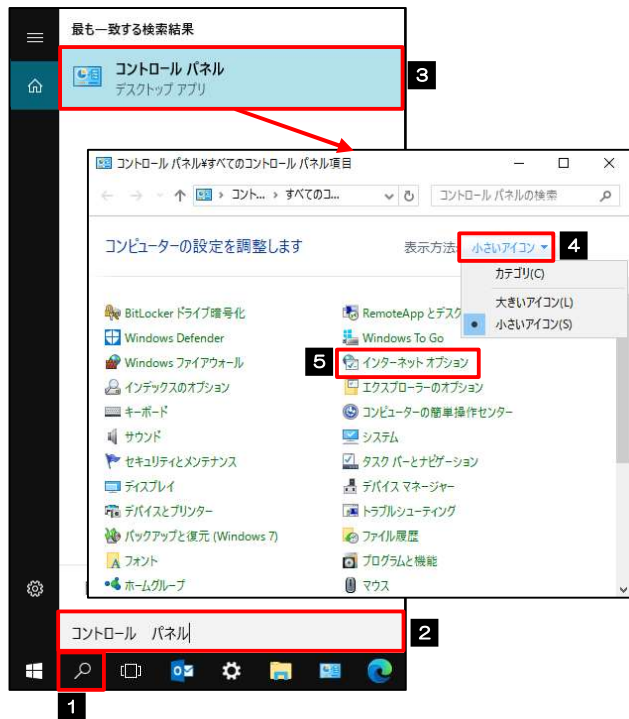 最も一致する検索結果
コントロール パネル
デスクトップ アプリ
3
コントロール パネル¥すべてのコントロール パネル項目
コント... › すべてのコ...
コントロール パネルの検索
コンピューターの設定を調整します
表示方法:
小さいアイコン
4
カテゴリ(C)
大きいアイコン(L)
小さいアイコン(S)
BitLocker ドライブ暗号化
RemoteApp とデスク
Windows Defender
Windows To Go
Windows ファイアウォール
5
インターネット オプション
インデックスのオプション
エクスプローラーのオプション
キーボード
コンピューターの簡単操作センター
サウンド
システム
セキュリティとメンテナンス
タスク バーとナビゲーション
ディスプレイ
デバイス マネージャー
デバイスとプリンター
トラブルシューティング
バックアップと復元 (Windows 7)
ファイル履歴
フォント
プログラムと機能
ホームグループ
マウス
コントロール　パネル
2
1